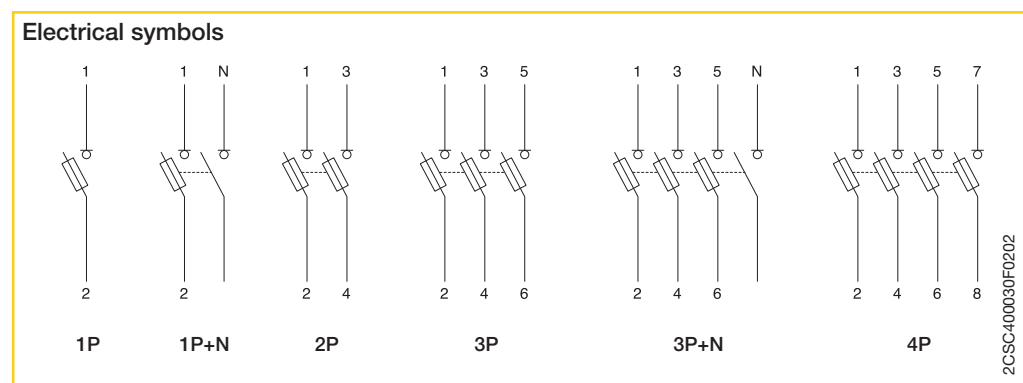 Electrical symbols
1 1 N 1 3 1 3 5 1 3 5 N 1 3 5 7
2 2 2 4 2 4 6 2 4 6 2 4 6 8
1P 1P+N 2P 3P 3P+N 4P
2CSC400030F0202